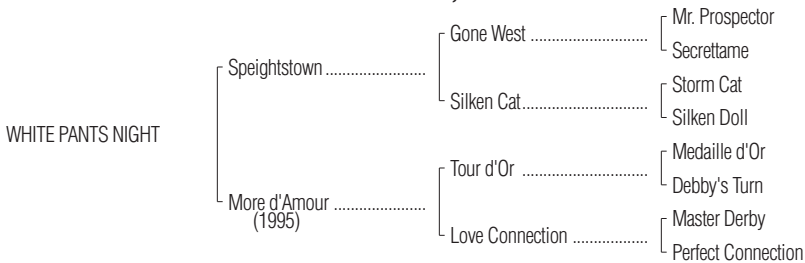 Mr. Prospector
Gone West ..............................
Secrettame
Speightstown .........................
Storm Cat
Silken Cat................................
Silken Doll
WHITE PANTS NIGHT
Medaille d'Or
Tour d'Or ................................
Debby's Turn
More d'Amour .......................
(1995)
Master Derby
Love Connection ...................
Perfect Connection